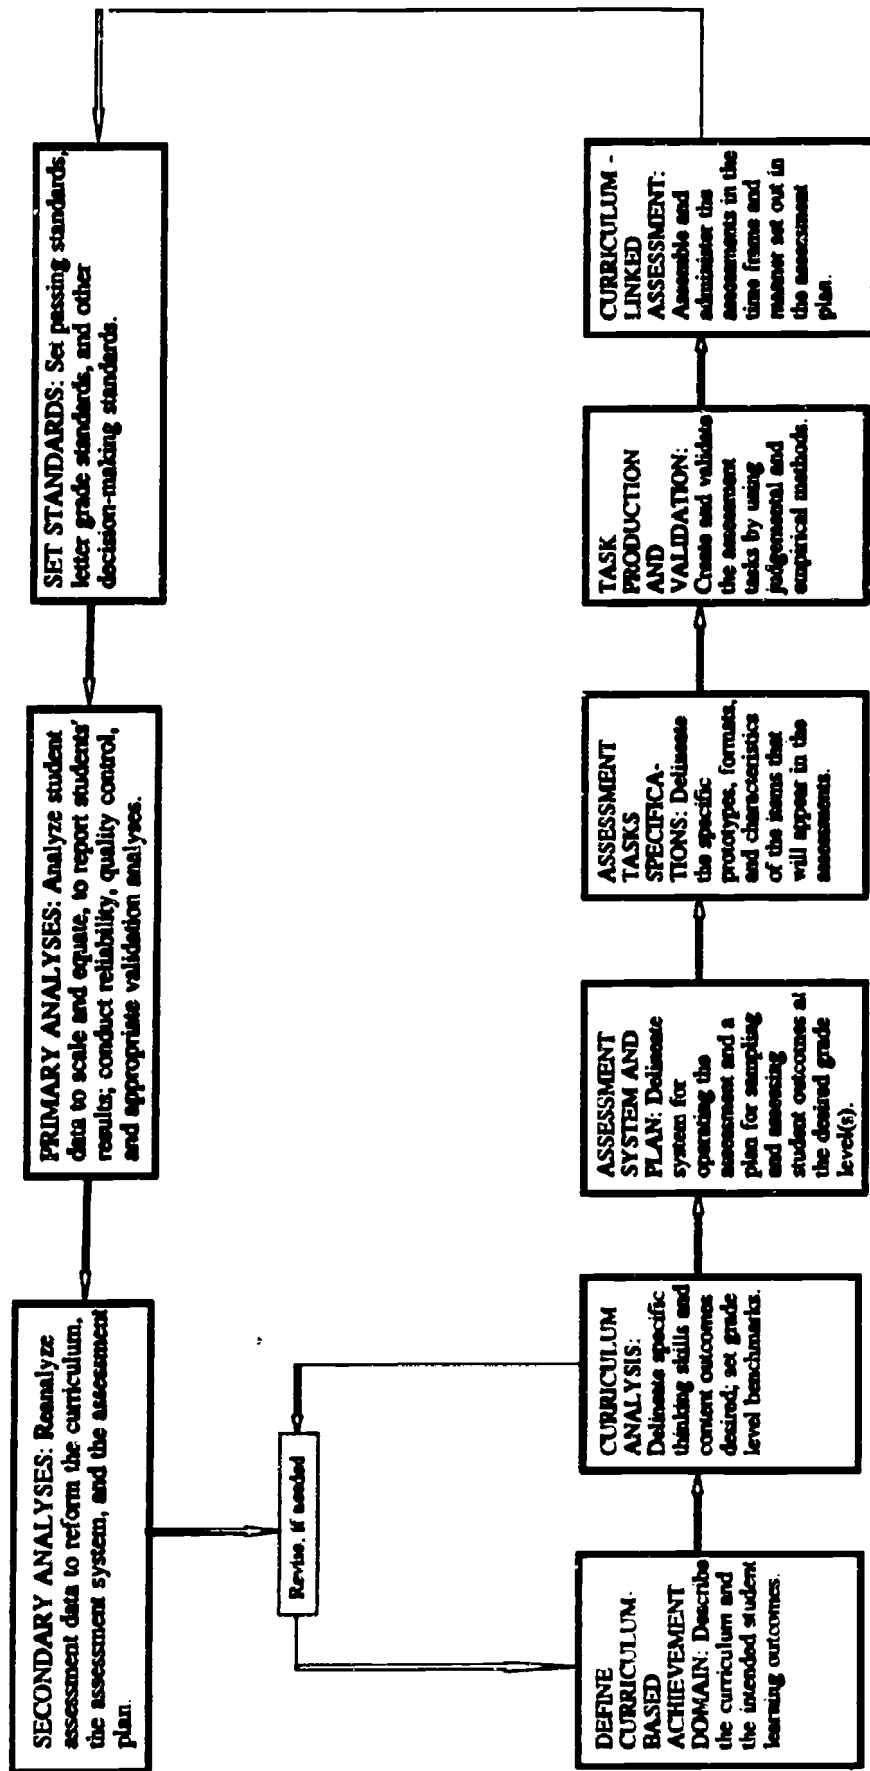 SECONDARY ANALYSES: Reanalyze
assessment data to reform the curriculum,
the assessment system, and the assessment
plan.
PRIMARY ANALYSES: Analyze student
data to scale and equate, to report students'
results; conduct reliability, quality control,
and appropriate validation analyses.
SET STANDARDS: Set passing standards,
letter grade standards, and other
decision-making standards.
Revise, if needed
DEFINE
CURRICULUM-
BASED
ACHIEVEMENT
DOMAIN: Describe
the curriculum and
the intended student
learning outcomes.
CURRICULUM
ANALYSIS:
Delineate specific
thinking skills and
content outcomes
desired; set grade
level benchmarks.
ASSESSMENT
SYSTEM AND
PLAN: Delineate
system for
operating the
assessment and a
plan for sampling
and assessing
student outcomes at
the desired grade
level(s).
ASSESSMENT
TASKS
SPECIFICA-
TIONS: Delineate
the specific
prototypes, formats,
and characteristics
of the items that
will appear in the
assessments.
TASK
PRODUCTION
AND
VALIDATION:
Create and validate
the assessment
tasks by using
judgemental and
empirical methods.
CURRICULUM -
LINKED
ASSESSMENT:
Assemble and
administer the
assessments in the
time frame and
manner set out in
the assessment
plan.